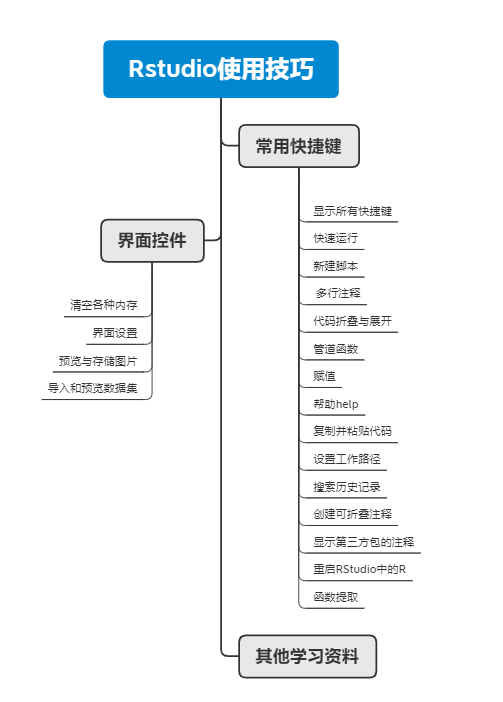 Rstudio使用技巧
常用快捷键
显示所有快捷键
快速运行
新建脚本
多行注释
代码折叠与展开
管道函数
赋值
帮助help
复制并粘贴代码
设置工作路径
搜索历史记录
创建可折叠注释
显示第三方包的注释
重启RStudio中的R
函数提取
界面控件
清空各种内存
界面设置
预览与存储图片
导入和预览数据集
其他学习资料